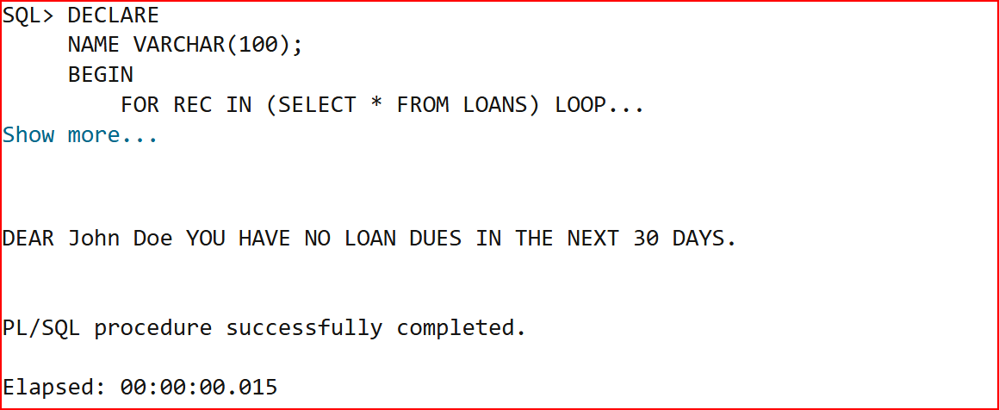 SQL> DECLARE
     NAME VARCHAR(100);
     BEGIN
         FOR REC IN (SELECT * FROM LOANS) LOOP...
Show more...
DEAR John Doe YOU HAVE NO LOAN DUES IN THE NEXT 30 DAYS.
PL/SQL procedure successfully completed.
Elapsed: 00:00:00.015